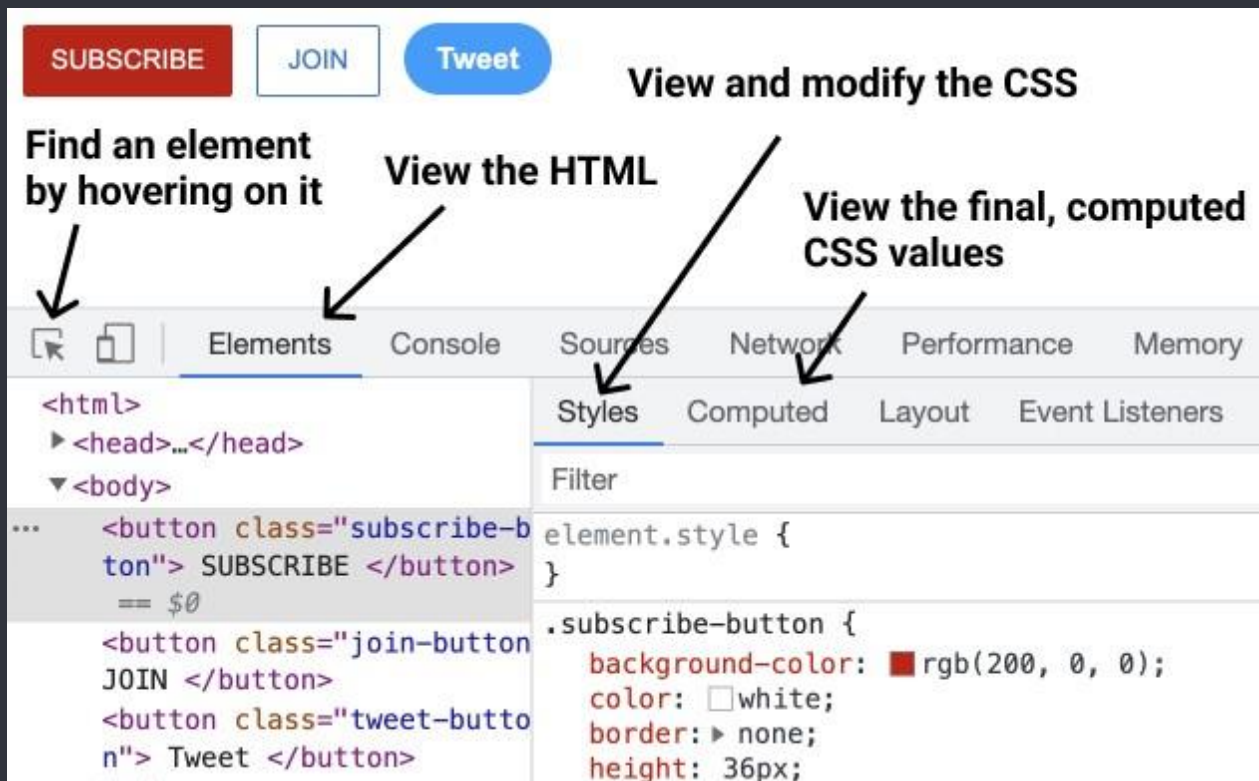 SUBSCRIBE JOIN Tweet
View and modify the CSS
Find an element
by hovering on it
View the HTML
View the final, computed
CSS values
Elements Console Sources Network Performance Memory
<html>
<head>…</head>
<body>
... <button class="subscribe-b
ton"> SUBSCRIBE </button>
== $0
<button class="join-button
JOIN </button>
<button class="tweet-butto
n"> Tweet </button>
Styles Computed Layout Event Listeners
Filter
element.style {
}
.subscribe-button {
background-color: rgb(200, 0, 0);
color: white;
border: none;
height: 36px;